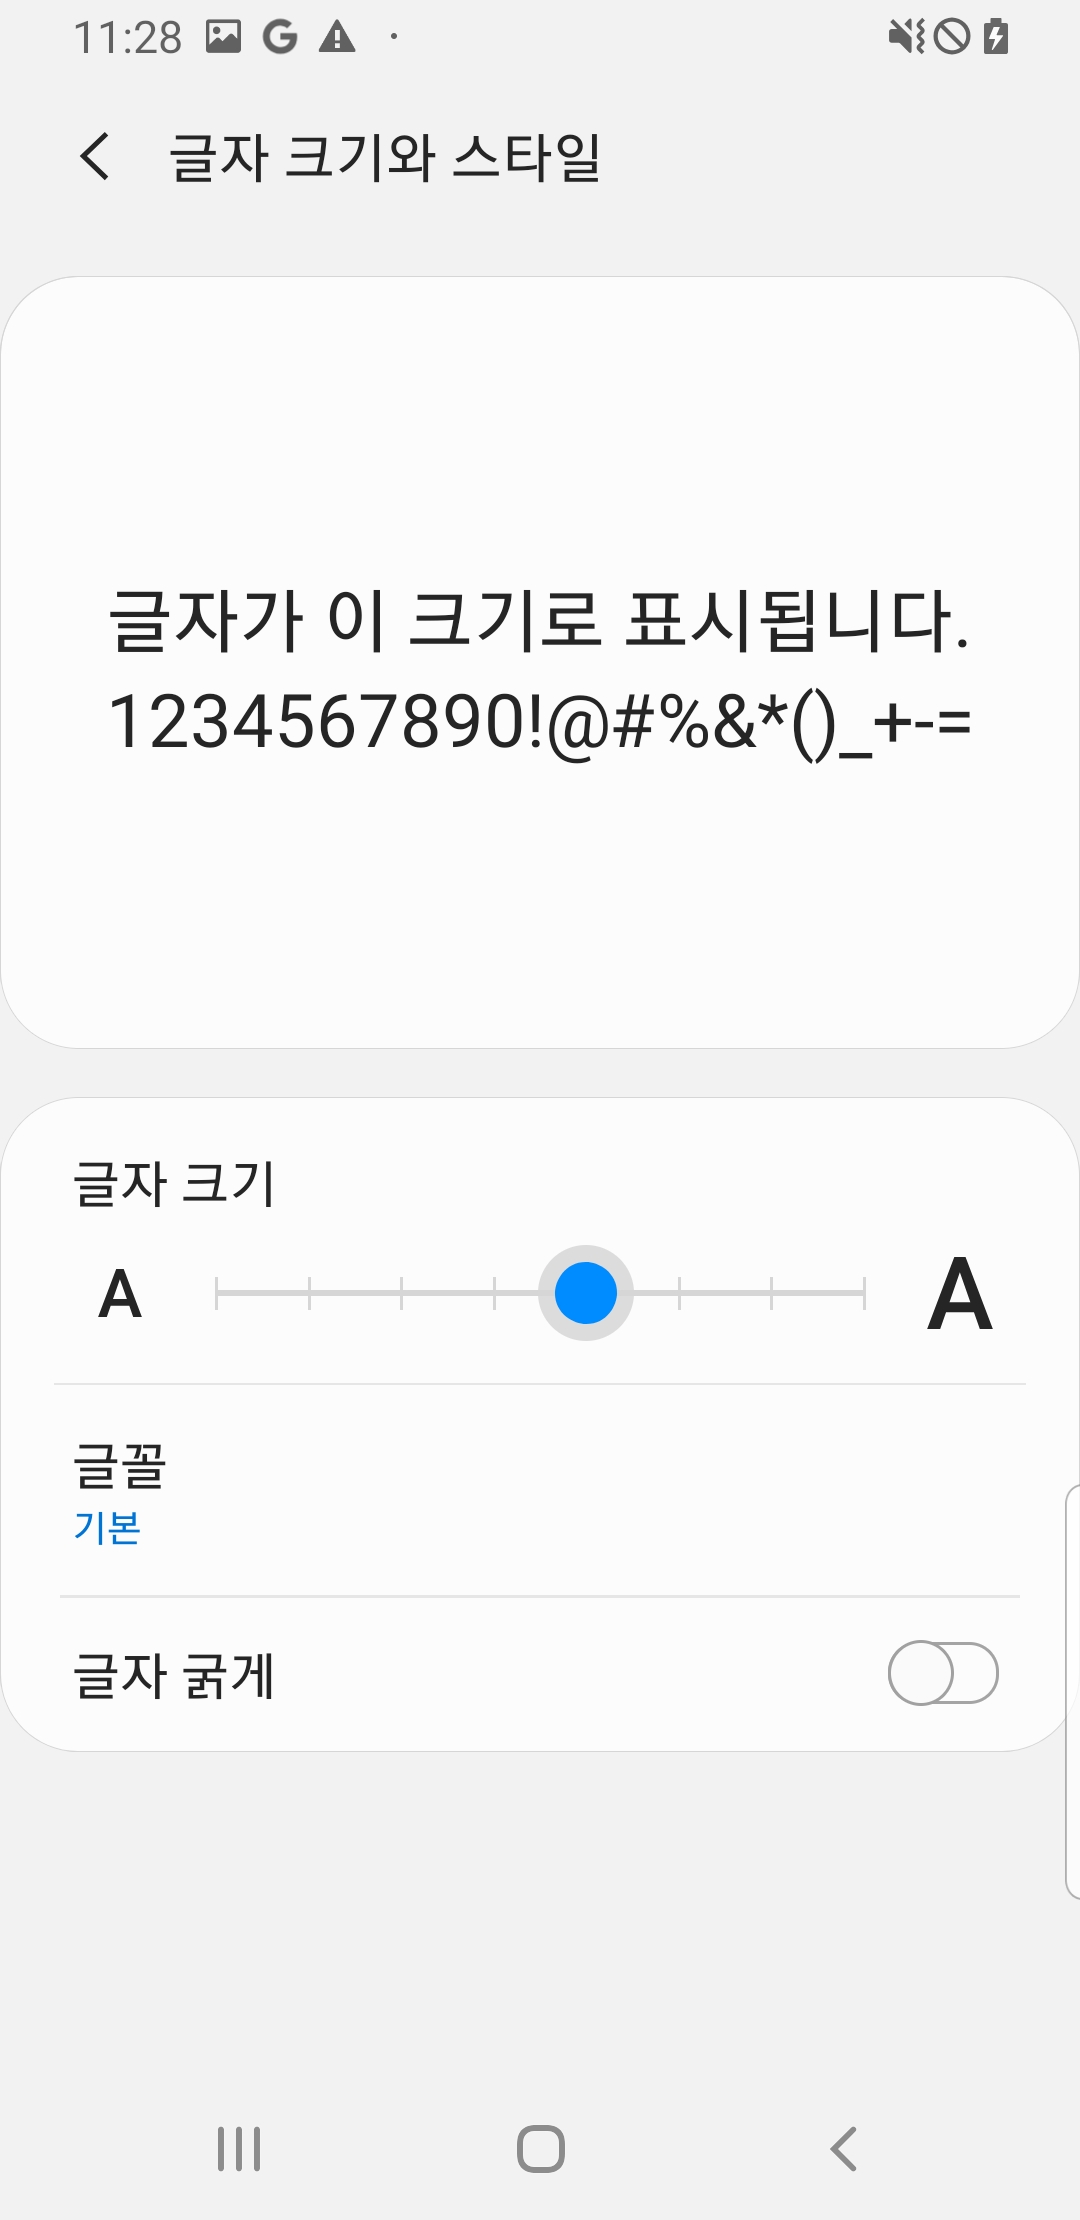 11:28
글자 크기와 스타일
글자가 이 크기로 표시됩니다.
1234567890!@#%&*()_+-=
글자 크기
A A
글꼴
기본
글자 굵게